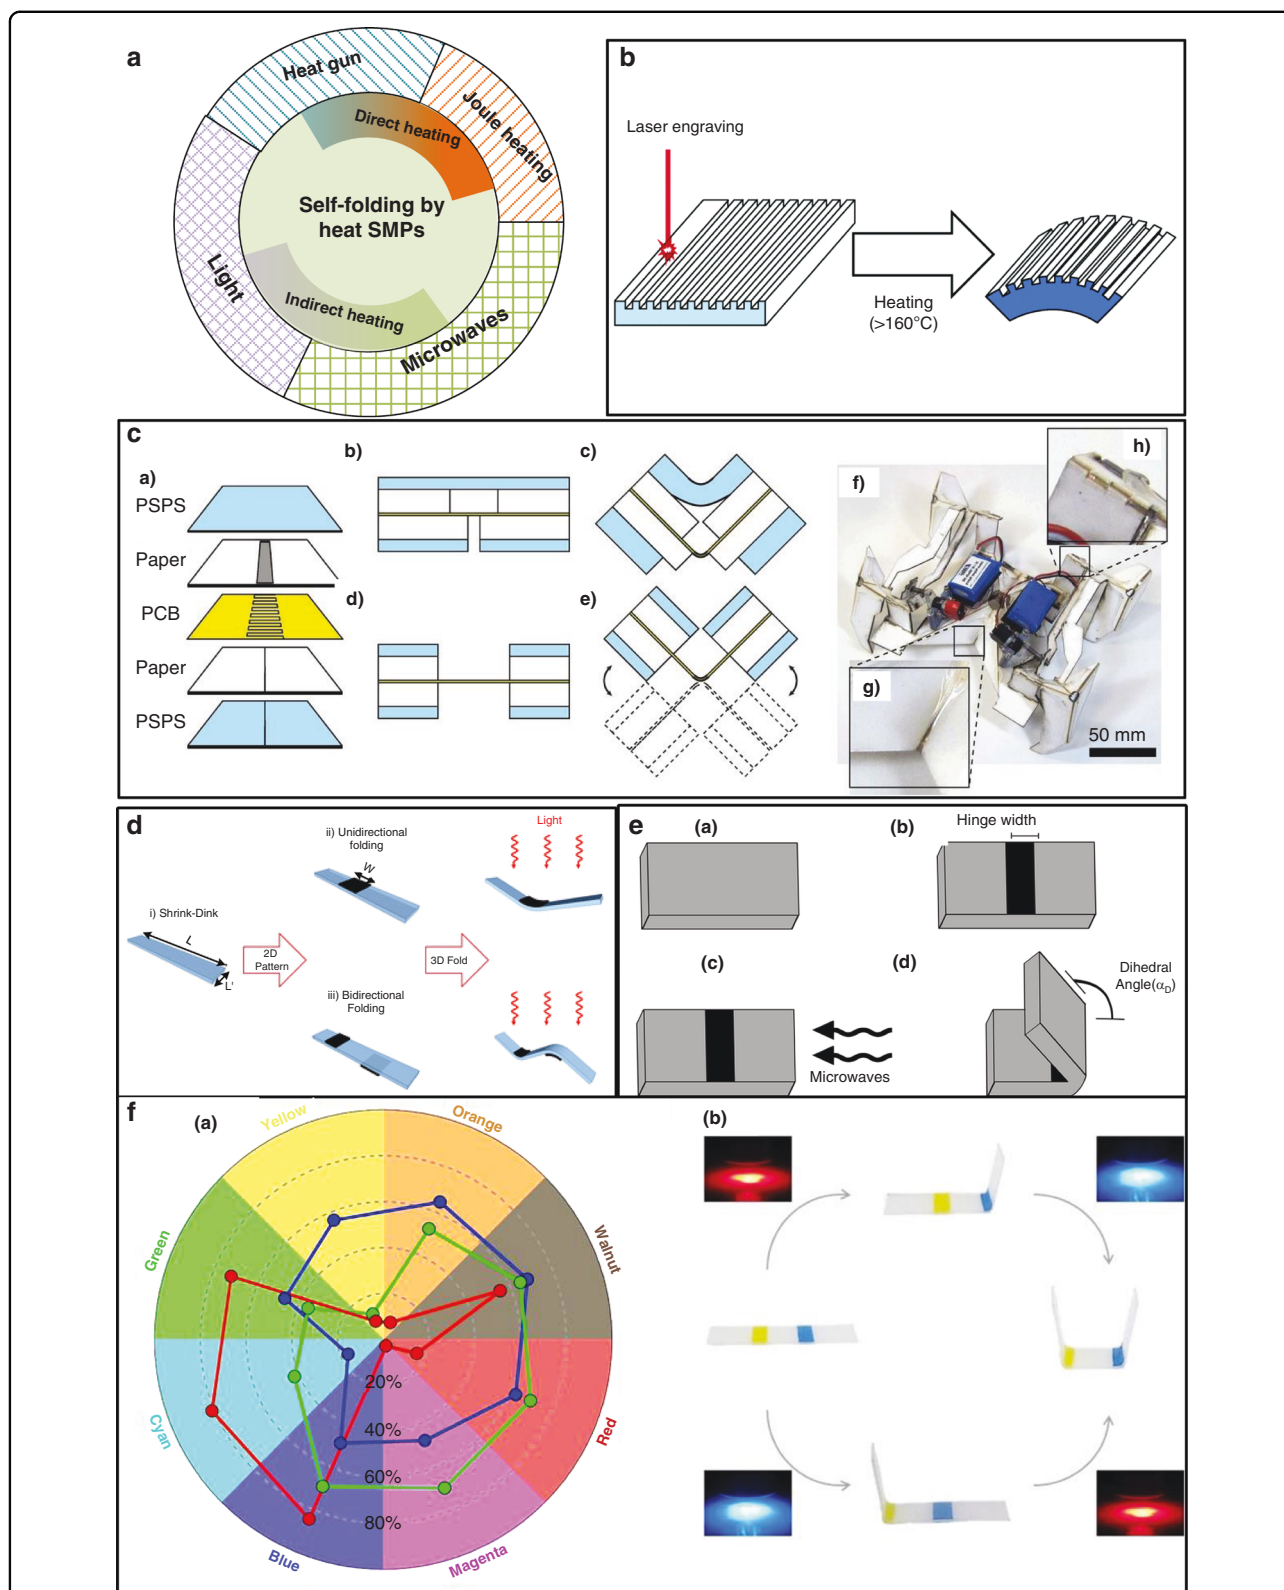 a
Heat gun
Joule heating
Direct heating
Self-folding by
heat SMPs
Indirect heating
Light
Microwaves
b
Laser engraving
Heating
(>160°C)
c
a)
PSPS
Paper
PCB
Paper
PSPS
b)
c)
d)
e)
f)
g)
h)
50 mm
d
i) Shrink-Dink
L
L'
2D
Pattern
ii) Unidirectional
folding
W
iii) Bidirectional
Folding
3D Fold
Light
e
(a)
(b)
Hinge width
(c)
Microwaves
(d)
Dihedral
Angle(αD)
f
(a)
Yellow
Orange
Green
Walnut
Cyan
Red
Blue
Magenta
20%
40%
60%
80%
(b)